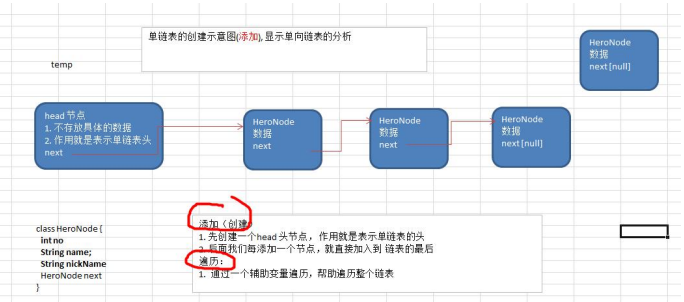 单链表的创建示意图(添加), 显示单向链表的分析
temp
HeroNode
数据
next [null]
head 节点
1. 不存放具体的数据
2. 作用就是表示单链表头
next
HeroNode
数据
next
HeroNode
数据
next
HeroNode
数据
next [null]
class HeroNode {
int no
String name;
String nickName
HeroNode next
}
添加（创建）
1. 先创建一个head 头节点， 作用就是表示单链表的头
2. 后面我们每添加一个节点，就直接加入到 链表的最后
遍历：
1. 通过一个辅助变量遍历，帮助遍历整个链表